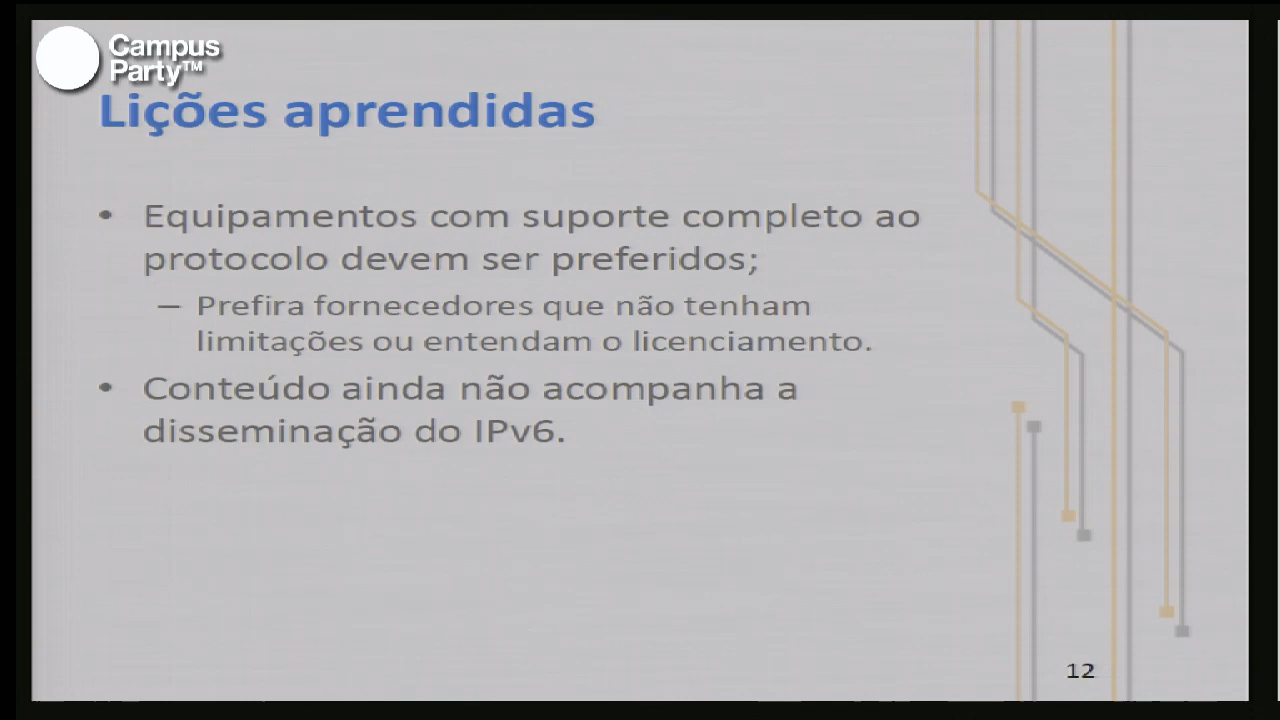 Campus
Party™
Lições aprendidas
• Equipamentos com suporte completo ao
protocolo devem ser preferidos;
– Prefira fornecedores que não tenham
limitações ou entendam o licenciamento.
• Conteúdo ainda não acompanha a
disseminação do IPv6.
12